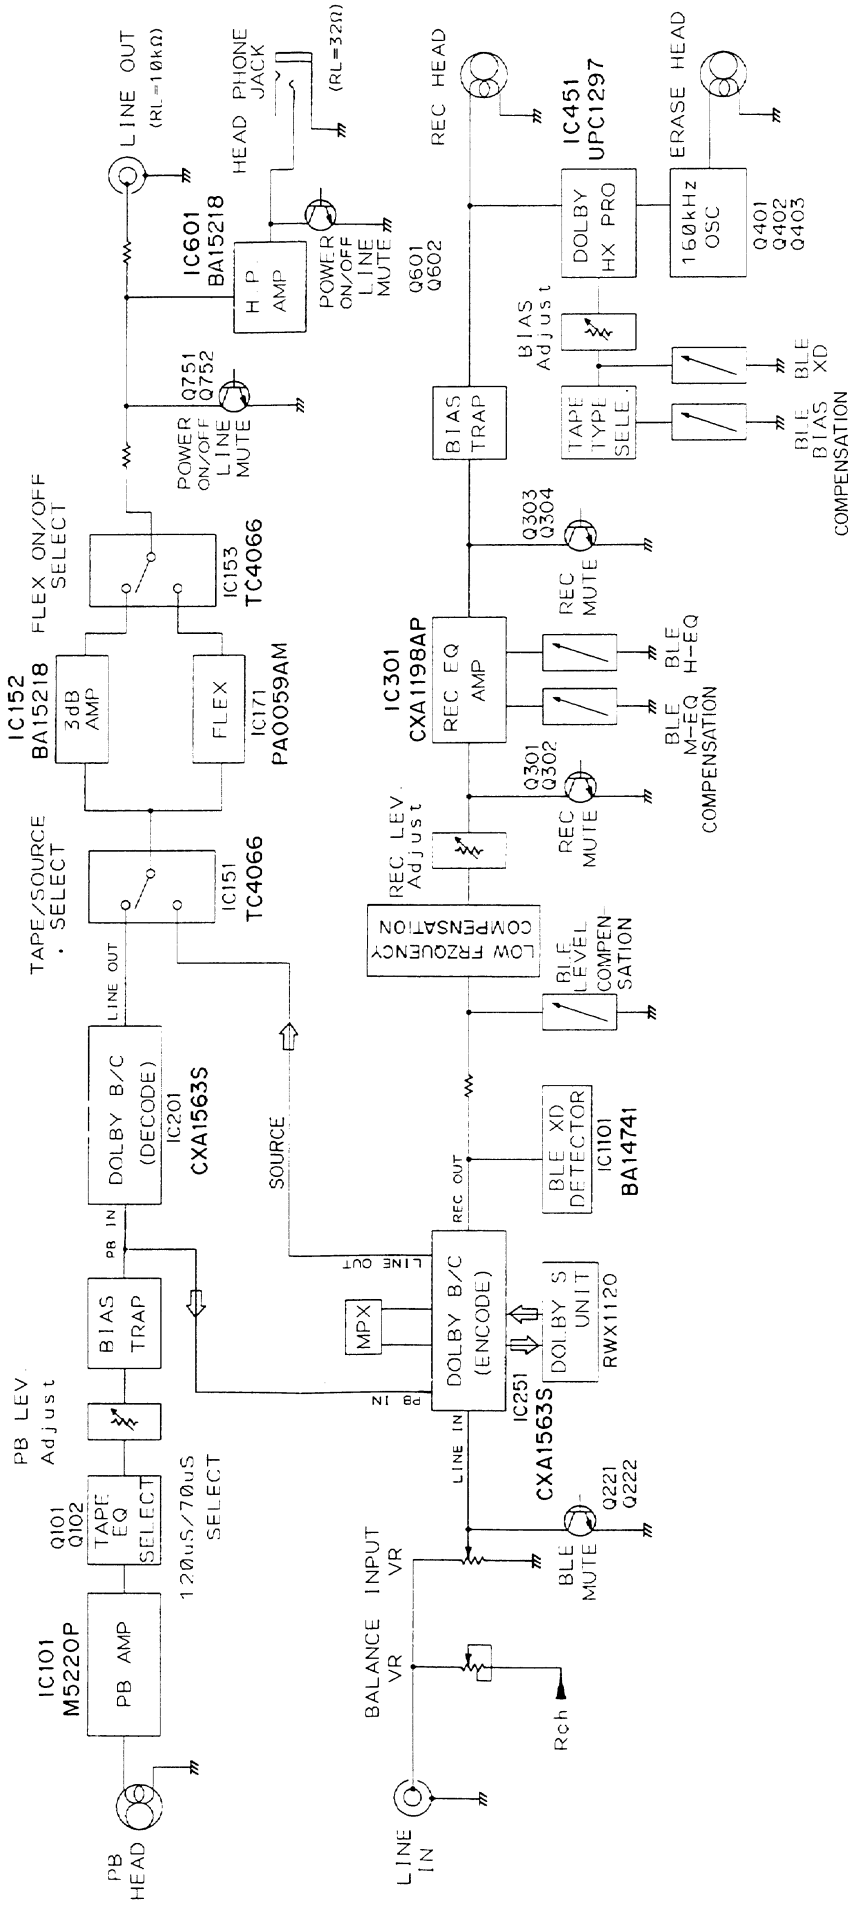 PB
HEAD
IC101
M5220P
PB AMP
Q101
Q102
TAPE
EQ
SELECT
120uS/70uS
SELECT
PB LEV.
Adjust
BIAS
TRAP
PB IN
DOLBY B/C
(DECODE)
IC201
CXA1563S
LINE OUT
TAPE/SOURCE
. SELECT
IC151
TC4066
IC152
BA15218
3dB
AMP
FLEX
IC171
PA0059AM
FLEX ON/OFF
SELECT
IC153
TC4066
Q751
Q752
POWER
ON/OFF
LINE
MUTE
IC601
BA15218
H.P.
AMP
POWER
ON/OFF
LINE
MUTE
Q601
Q602
LINE OUT
(RL=10kΩ)
HEAD PHONE
JACK
(RL=32Ω)
SOURCE
LINE
IN
BALANCE
VR
Rch
INPUT
VR
BLE
MUTE
Q221
Q222
LINE IN
PB IN
MPX
LINE OUT
DOLBY B/C
(ENCODE)
IC251
CXA1563S
DOLBY S
UNIT
RWX1120
REC OUT
BLE XD
DETECTOR
IC1101
BA14741
BLE
LEVEL
COMPEN-
SATION
LOW FRZQUENCY
COMPENSATION
REC LEV.
Adjust
REC
MUTE
Q301
Q302
IC301
CXA1198AP
REC EQ
AMP
BLE
M-EQ
COMPENSATION
BLE
H-EQ
REC
MUTE
Q303
Q304
BIAS
TRAP
TAPE
TYPE
SELE.
BLE
BIAS
COMPENSATION
BLE
XD
BIAS
Adjust
DOLBY
HX PRO
IC451
UPC1297
160kHz
OSC
Q401
Q402
Q403
REC HEAD
ERASE HEAD